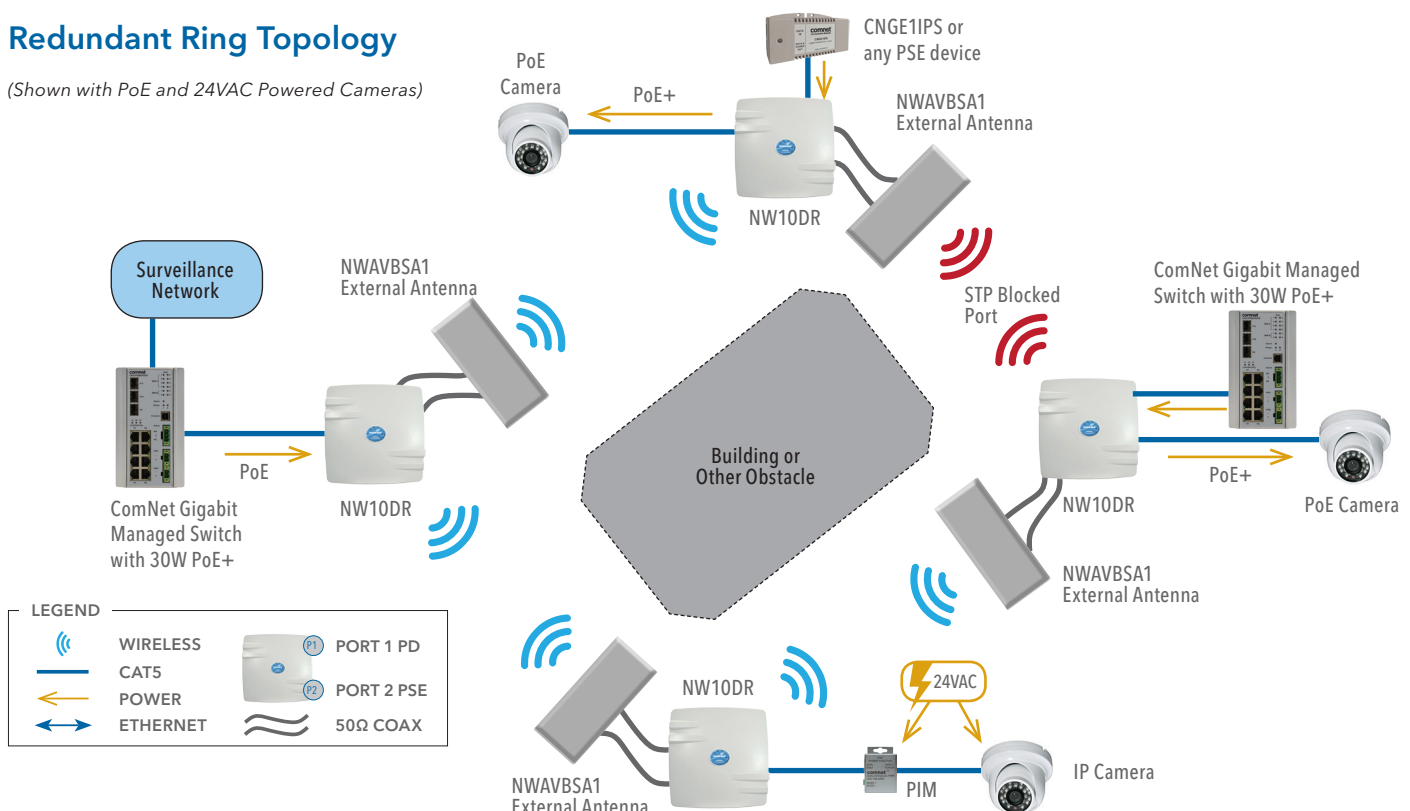 Redundant Ring Topology
(Shown with PoE and 24VAC Powered Cameras)
PoE
Camera
PoE+
comnet
CNGE1IPS or
any PSE device
NWAVBSA1
External Antenna
NW10DR
Surveillance
Network
NWAVBSA1
External Antenna
STP Blocked
Port
ComNet Gigabit Managed
Switch with 30W PoE+
comnet
comnet
Building or
Other Obstacle
PoE
NW10DR
ComNet Gigabit
Managed Switch
with 30W PoE+
PoE+
NW10DR
PoE Camera
NWAVBSA1
External Antenna
LEGEND
WIRELESS
CAT5
POWER
ETHERNET
P1
PORT 1 PD
P2
PORT 2 PSE
50Ω COAX
NW10DR
24VAC
comnet
PIM
IP Camera
NWAVBSA1
External Antenna